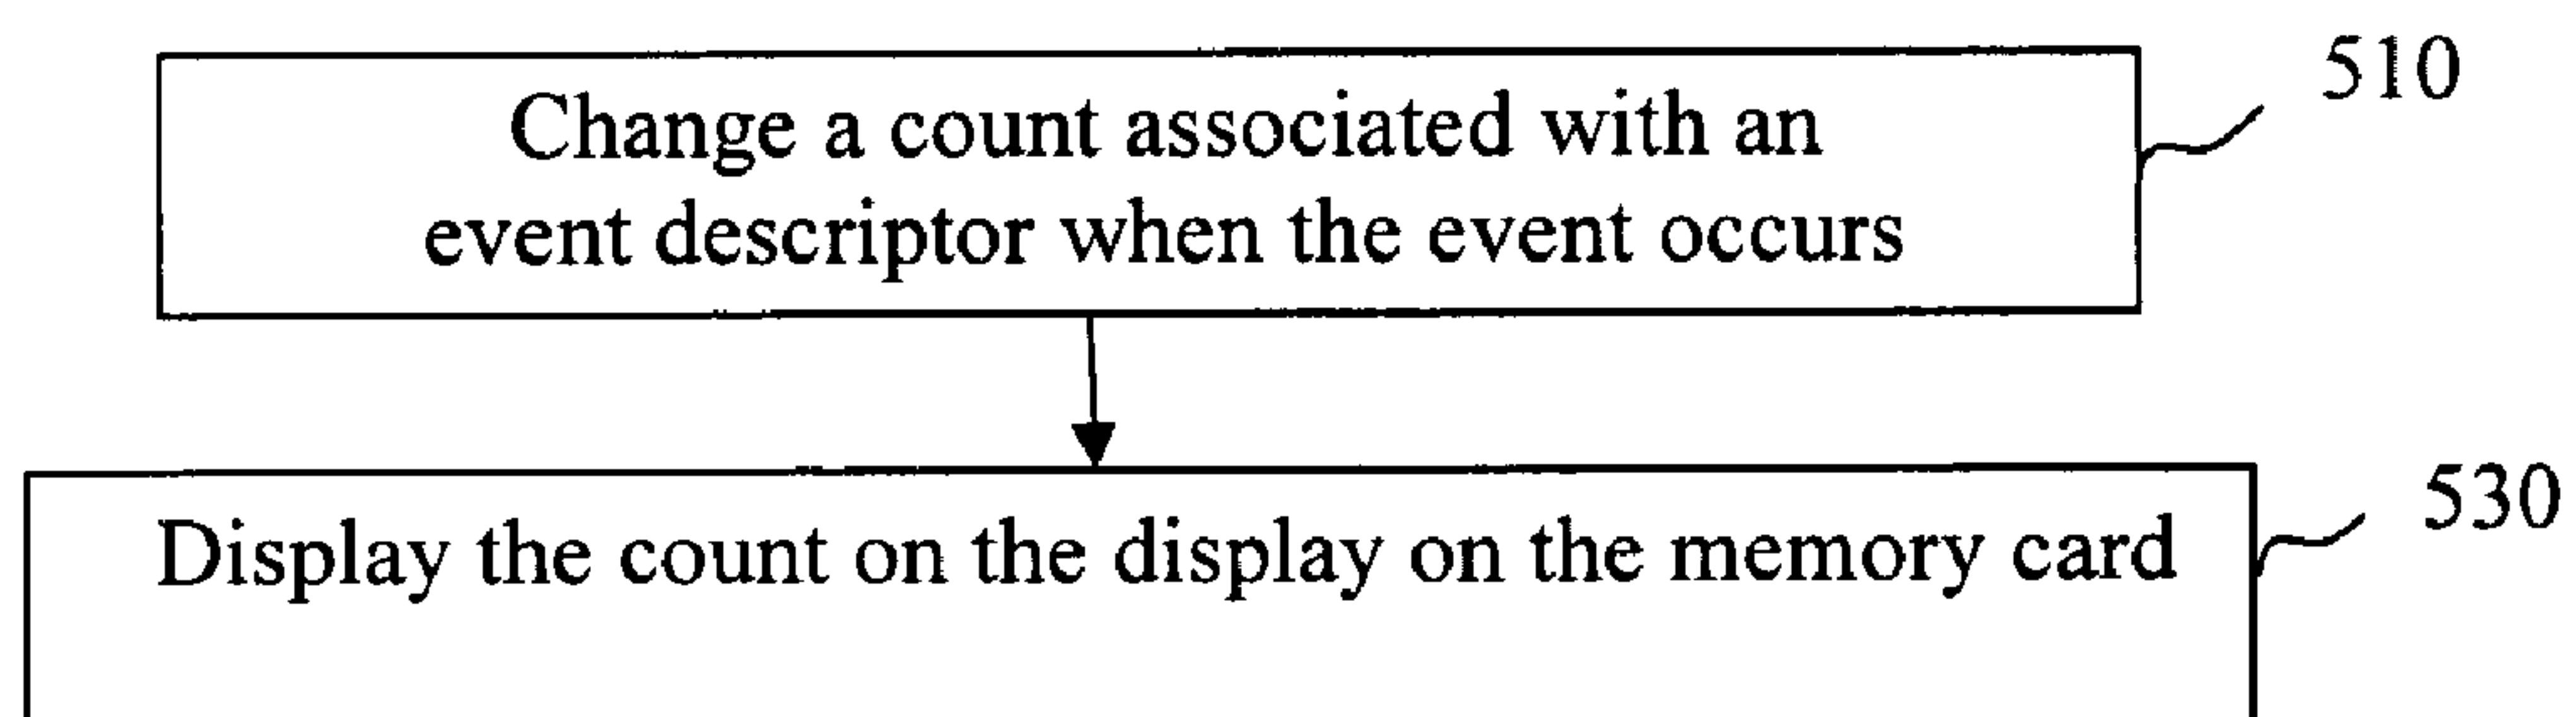 510
Change a count associated with an
event descriptor when the event occurs
530
Display the count on the display on the memory card